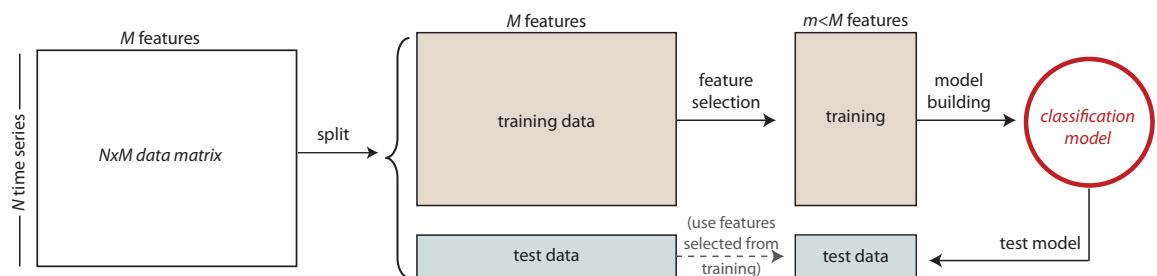 M features
N time series
NxM data matrix
split
M features
training data
feature
selection
m<M features
training
model
building
classification
model
test data
(use features
selected from
training)
test data
test model